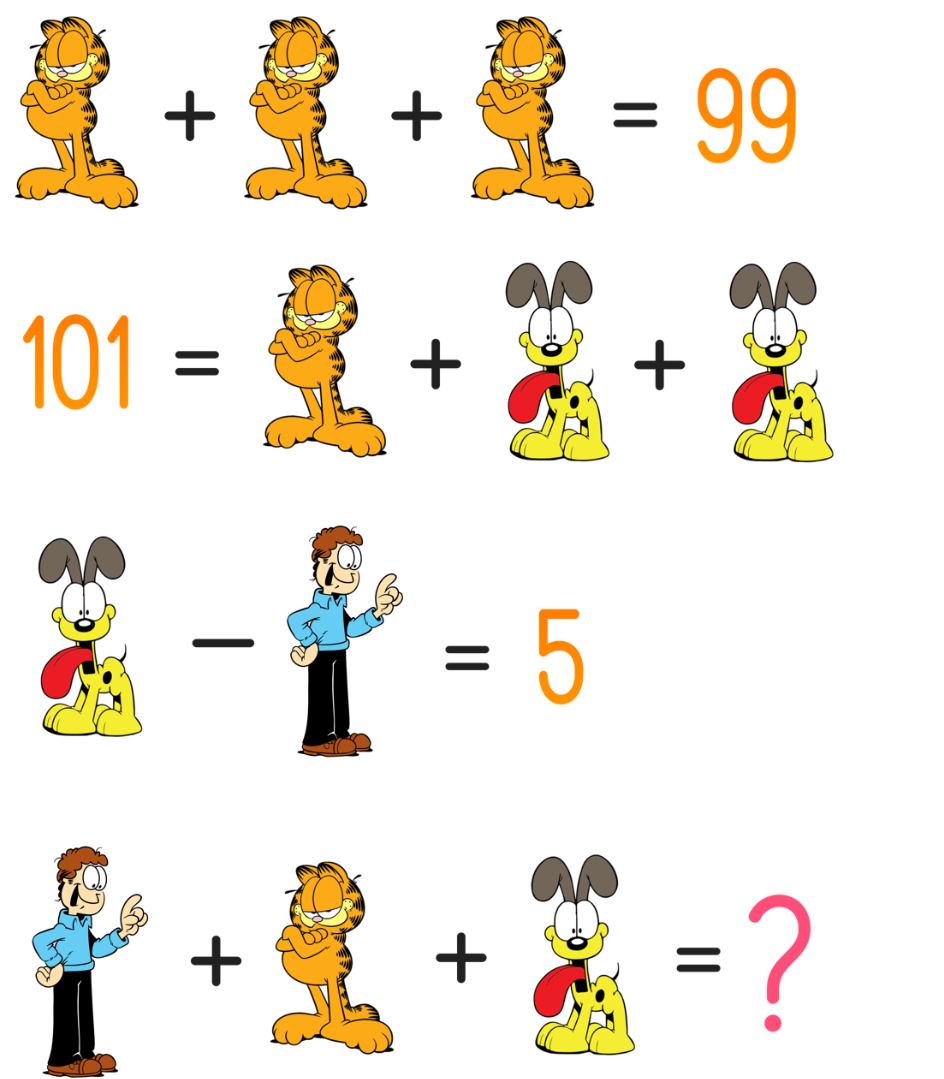 + + = 99
101 = + +
− = 5
+ + = ?